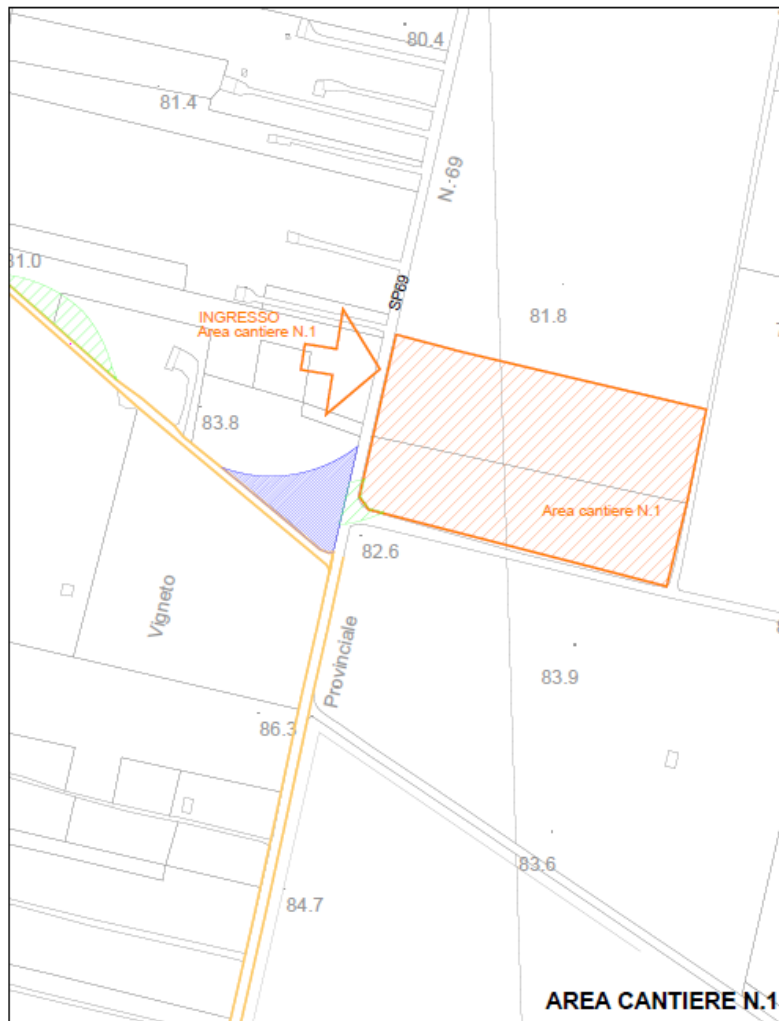 80.4
81.4
N.-69
81.0
SP69
INGRESSO
Area cantiere N.1
81.8
83.8
Area cantiere N.1
82.6
Vigneto
Provinciale
83.9
86.3
83.6
84.7
AREA CANTIERE N.1